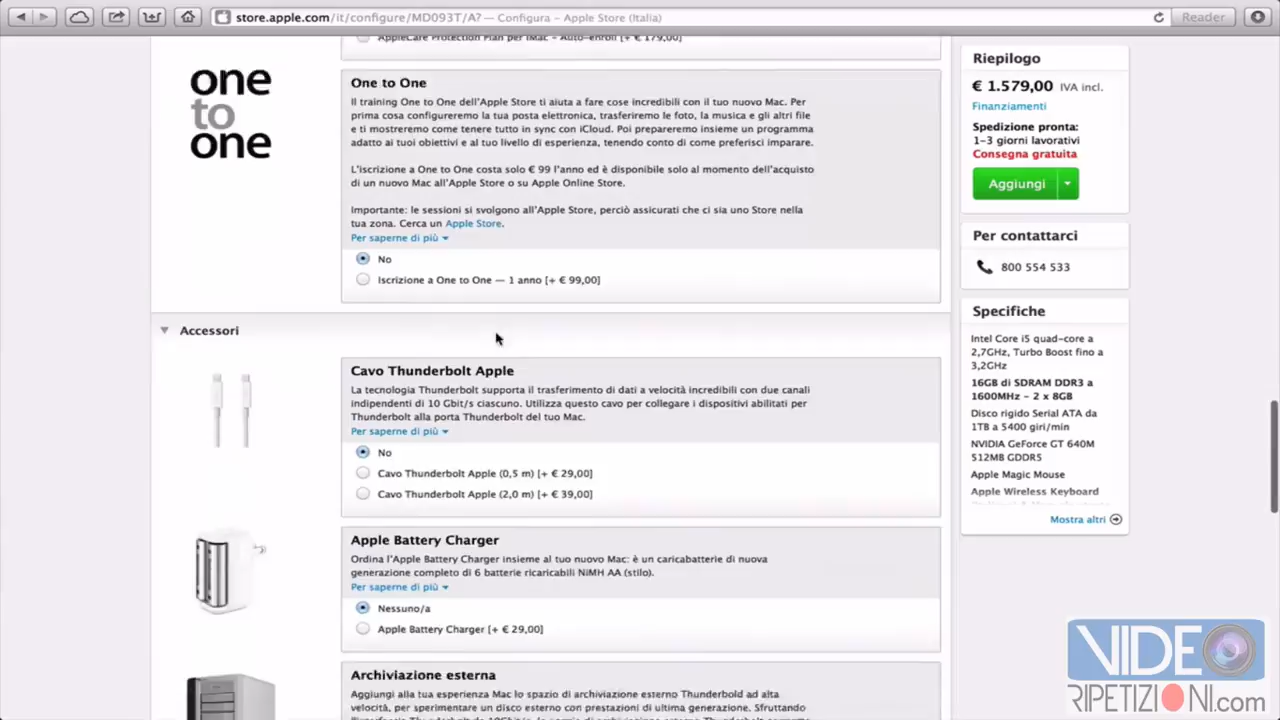 store.apple.com/it/configure/MD093T/A? — Configura – Apple Store (Italia)
Reader
AppleCare Protection Plan per iMac - Auto-enroll [+ € 179,00]
one
to
one
One to One
Il training One to One dell'Apple Store ti aiuta a fare cose incredibili con il tuo nuovo Mac. Per
prima cosa configureremo la tua posta elettronica, trasferiremo le foto, la musica e gli altri file
e ti mostreremo come tenere tutto in sync con iCloud. Poi prepareremo insieme un programma
adatto ai tuoi obiettivi e al tuo livello di esperienza, tenendo conto di come preferisci imparare.
L'iscrizione a One to One costa solo € 99 l'anno ed è disponibile solo al momento dell'acquisto
di un nuovo Mac all'Apple Store o su Apple Online Store.
Importante: le sessioni si svolgono all'Apple Store, perciò assicurati che ci sia uno Store nella
tua zona. Cerca un Apple Store.
Per saperne di più
No
Iscrizione a One to One — 1 anno [+ € 99,00]
Accessori
Cavo Thunderbolt Apple
La tecnologia Thunderbolt supporta il trasferimento di dati a velocità incredibili con due canali
indipendenti di 10 Gbit/s ciascuno. Utilizza questo cavo per collegare i dispositivi abilitati per
Thunderbolt alla porta Thunderbolt del tuo Mac.
Per saperne di più
No
Cavo Thunderbolt Apple (0,5 m) [+ € 29,00]
Cavo Thunderbolt Apple (2,0 m) [+ € 39,00]
Apple Battery Charger
Ordina l'Apple Battery Charger insieme al tuo nuovo Mac: è un caricabatterie di nuova
generazione completo di 6 batterie ricaricabili NiMH AA (stilo).
Per saperne di più
Nessuno/a
Apple Battery Charger [+ € 29,00]
Archiviazione esterna
Aggiungi alla tua esperienza Mac lo spazio di archiviazione esterno Thunderbold ad alta
velocità, per sperimentare un disco esterno con prestazioni di ultima generazione. Sfruttando
Riepilogo
€ 1.579,00 IVA incl.
Finanziamenti
Spedizione pronta:
1–3 giorni lavorativi
Consegna gratuita
Aggiungi
Per contattarci
800 554 533
Specifiche
Intel Core i5 quad-core a
2,7GHz, Turbo Boost fino a
3,2GHz
16GB di SDRAM DDR3 a
1600MHz - 2 x 8GB
Disco rigido Serial ATA da
1TB a 5400 giri/min
NVIDIA GeForce GT 640M
512MB GDDR5
Apple Magic Mouse
Apple Wireless Keyboard
Mostra altri
VIDEO
RIPETIZIONI.com